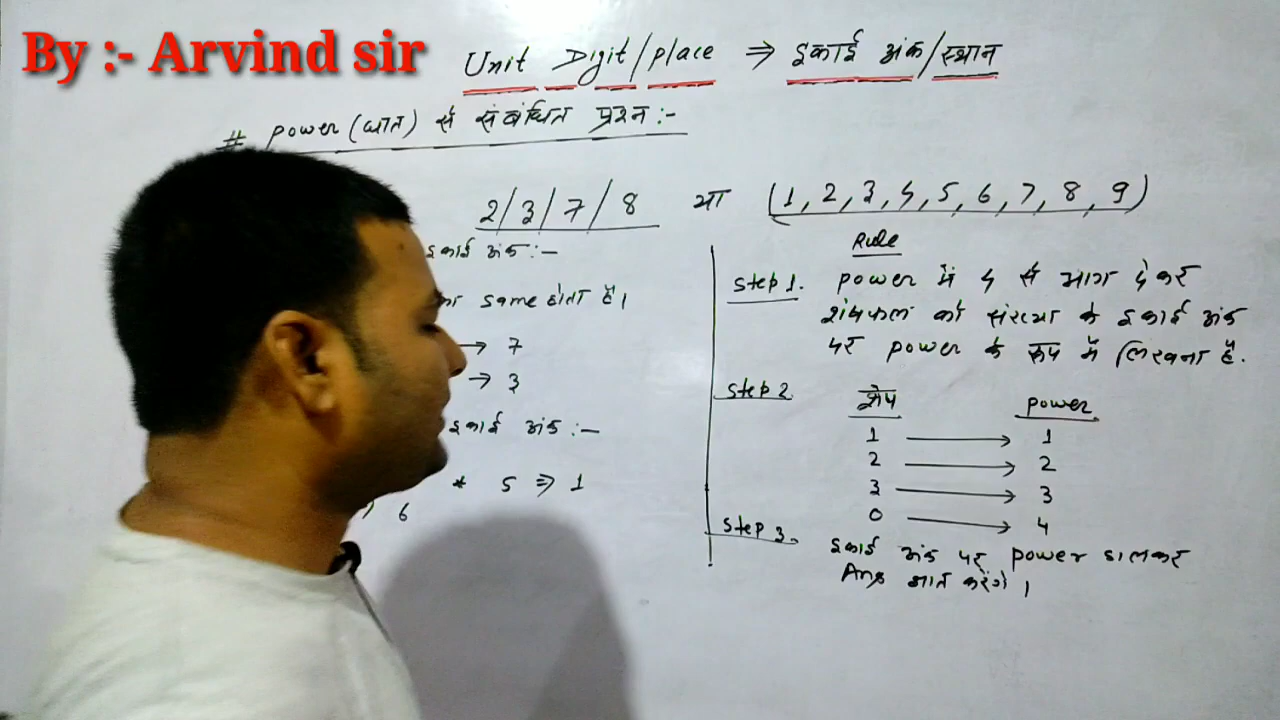 By :- Arvind sir
Unit Digit/place ⇒ इकाई अंक/स्थान
# power (घात) से संबंधित प्रश्न :-
2/3/7/8 या (1, 2, 3, 4, 5, 6, 7, 8, 9)
इकाई अंक :-
same होता है।
→ 7
→ 3
इकाई अंक :-
* 5 ⇒ 1
6
Rule
Step 1. power में 4 से भाग देकर
शेषफल को संख्या के इकाई अंक
पर power के रूप में लिखना है.
Step 2
शेष power
1 → 1
2 → 2
3 → 3
0 → 4
Step 3. इकाई अंक पर power डालकर
Ans ज्ञात करेंगे।